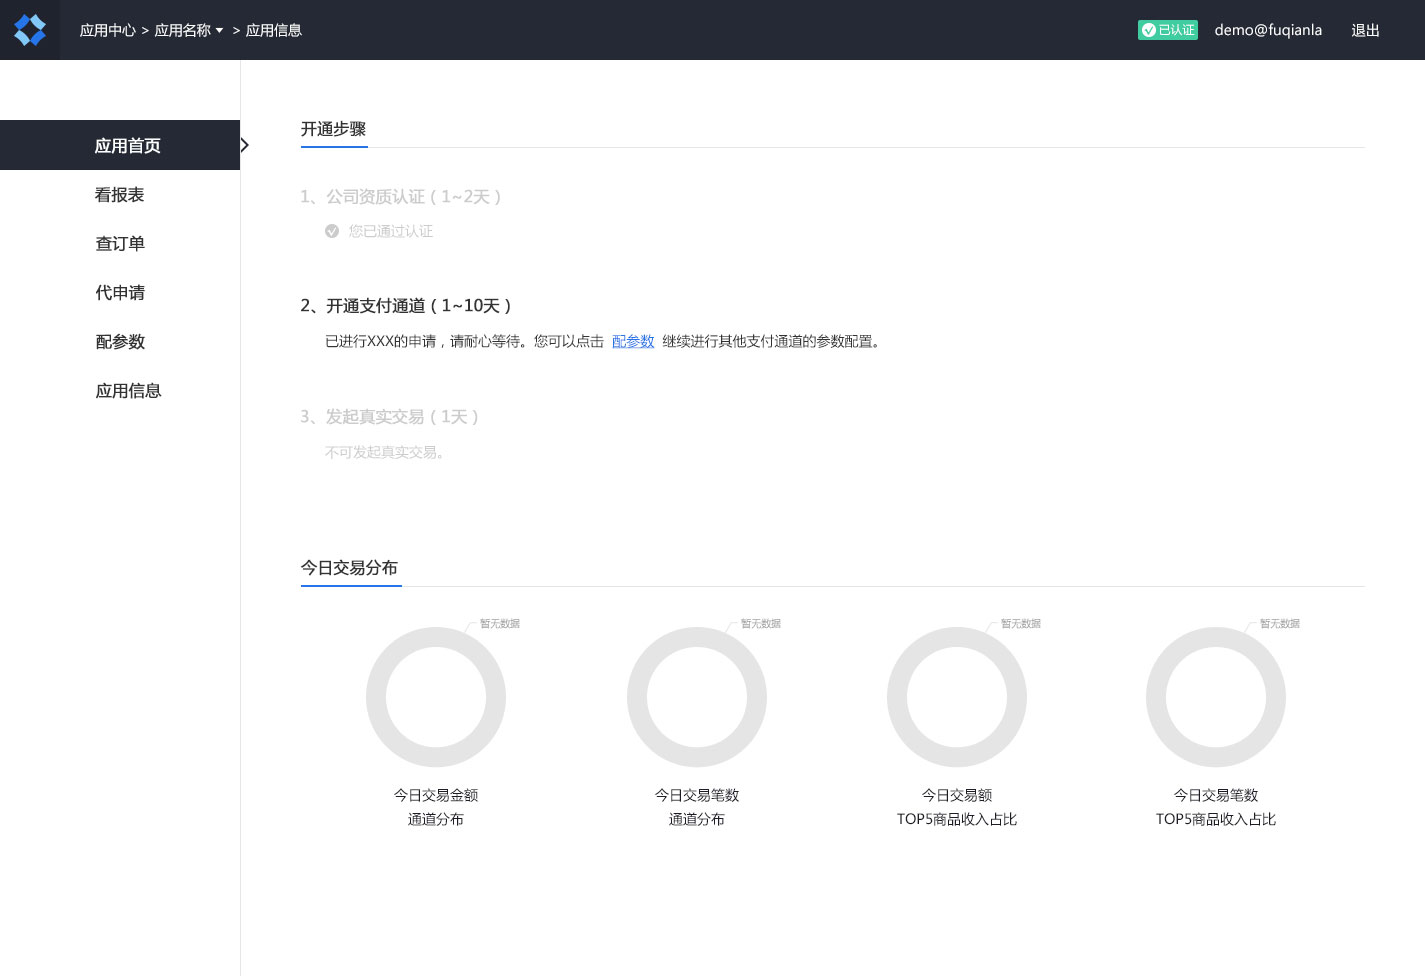 应用中心 > 应用名称 > 应用信息
已认证
demo@fuqianla
退出
应用首页
看报表
查订单
代申请
配参数
应用信息
开通步骤
1、公司资质认证（1~2天）
您已通过认证
2、开通支付通道（1~10天）
已进行XXX的申请，请耐心等待。您可以点击 配参数 继续进行其他支付通道的参数配置。
3、发起真实交易（1天）
不可发起真实交易。
今日交易分布
暂无数据
暂无数据
暂无数据
暂无数据
今日交易金额
通道分布
今日交易笔数
通道分布
今日交易额
TOP5商品收入占比
今日交易笔数
TOP5商品收入占比